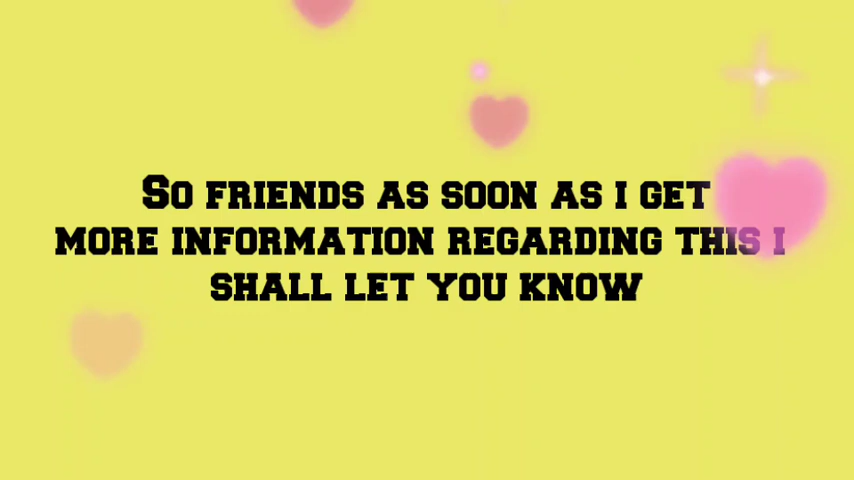 So friends as soon as i get
more information regarding this i
shall let you know